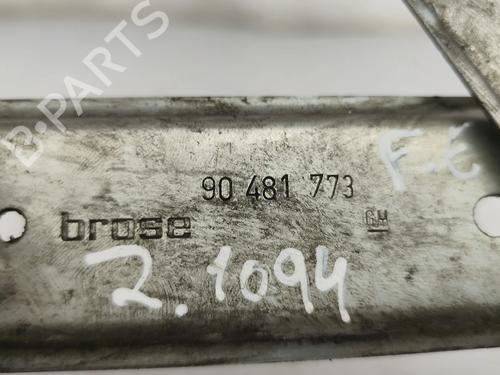 B-PARTS
90 481 773
brose
GM
F.E
2.1094